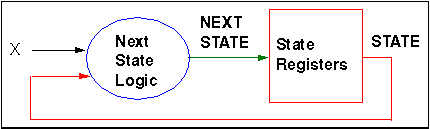 X
Next
State
Logic
NEXT
STATE
State
Registers
STATE